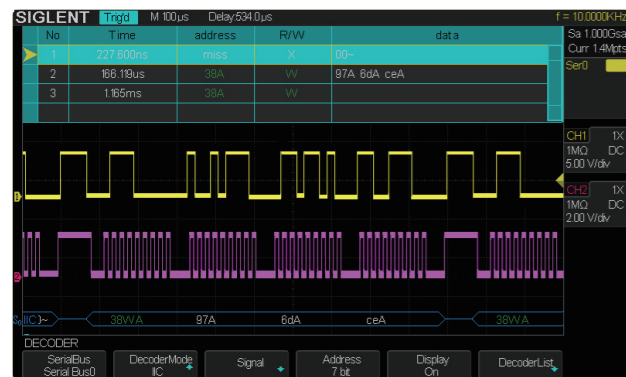 SIGLENT Trig'd M 100µs Delay:534.0µs f = 10.0000KHz
Sa 1.00GSa
Curr 1.4Mpts
No Time address R/W data
1 227.600ns miss X 00~
2 166.119us 38A W 97A 6dA ceA
3 1.165ms 38A W
Ser0
CH1 1X
1MΩ DC
5.00 V/div
CH2 1X
1MΩ DC
2.00 V/div
S0 IIC ~ 38WA 97A 6dA ceA 38WA
DECODER
SerialBus DecoderMode Signal Address Display DecoderList
Serial Bus0 IIC 7 bit On